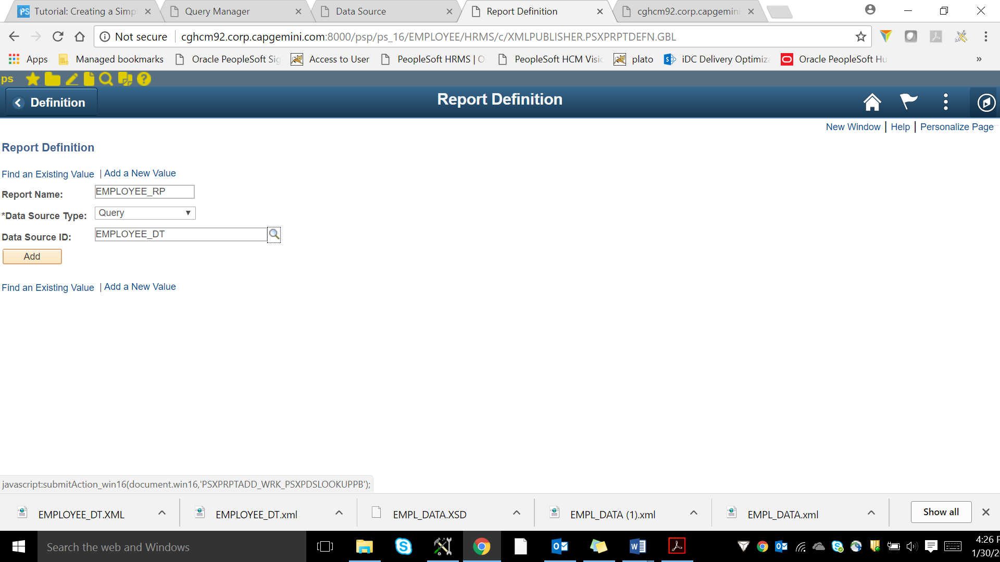 Tutorial: Creating a Simpl
Query Manager
Data Source
Report Definition
cghcm92.corp.capgemini
Not secure
cghcm92.corp.capgemini.com:8000/psp/ps_16/EMPLOYEE/HRMS/c/XMLPUBLISHER.PSXPRPTDEFN.GBL
Apps
Managed bookmarks
Oracle PeopleSoft Sig
Access to User
PeopleSoft HRMS | O
PeopleSoft HCM Visio
plato
iDC Delivery Optimiza
Oracle PeopleSoft Hu
»
ps
Definition
Report Definition
New Window | Help | Personalize Page
Report Definition
Find an Existing Value | Add a New Value
Report Name: EMPLOYEE_RP
*Data Source Type: Query
Data Source ID: EMPLOYEE_DT
Add
Find an Existing Value | Add a New Value
javascript:submitAction_win16(document.win16,'PSXPRPTADD_WRK_PSXPDSLOOKUPPB');
EMPLOYEE_DT.XML
EMPLOYEE_DT.xml
EMPL_DATA.XSD
EMPL_DATA (1).xml
EMPL_DATA.xml
Show all
Search the web and Windows
4:26 P
1/30/2